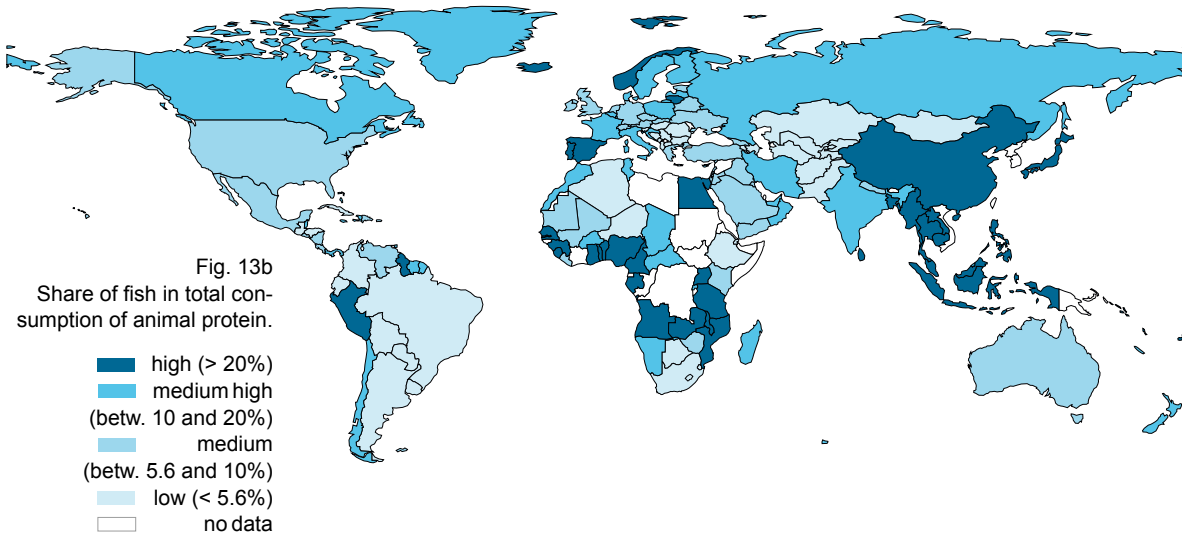 Fig. 13b
Share of fish in total con-
sumption of animal protein.
high (> 20%)
medium high
(betw. 10 and 20%)
medium
(betw. 5.6 and 10%)
low (< 5.6%)
no data